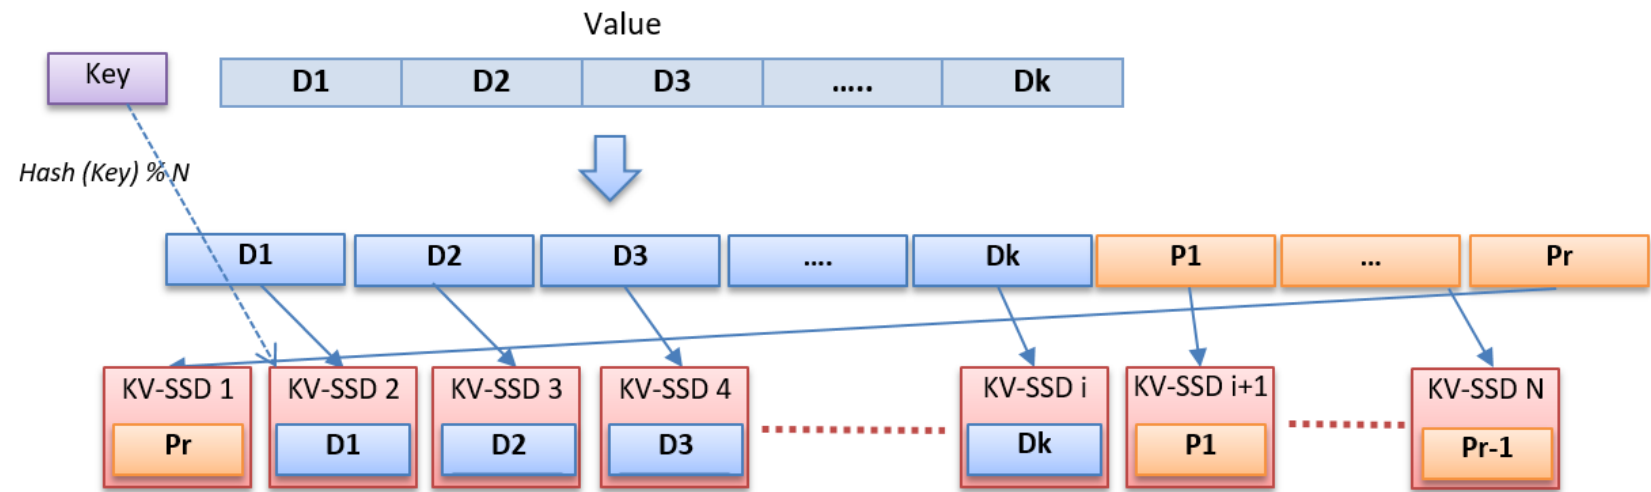 Value
Key
D1 D2 D3 ..... Dk
Hash (Key) % N
D1 D2 D3 .... Dk P1 ... Pr
KV-SSD 1 KV-SSD 2 KV-SSD 3 KV-SSD 4 KV-SSD i KV-SSD i+1 KV-SSD N
Pr D1 D2 D3 Dk P1 Pr-1